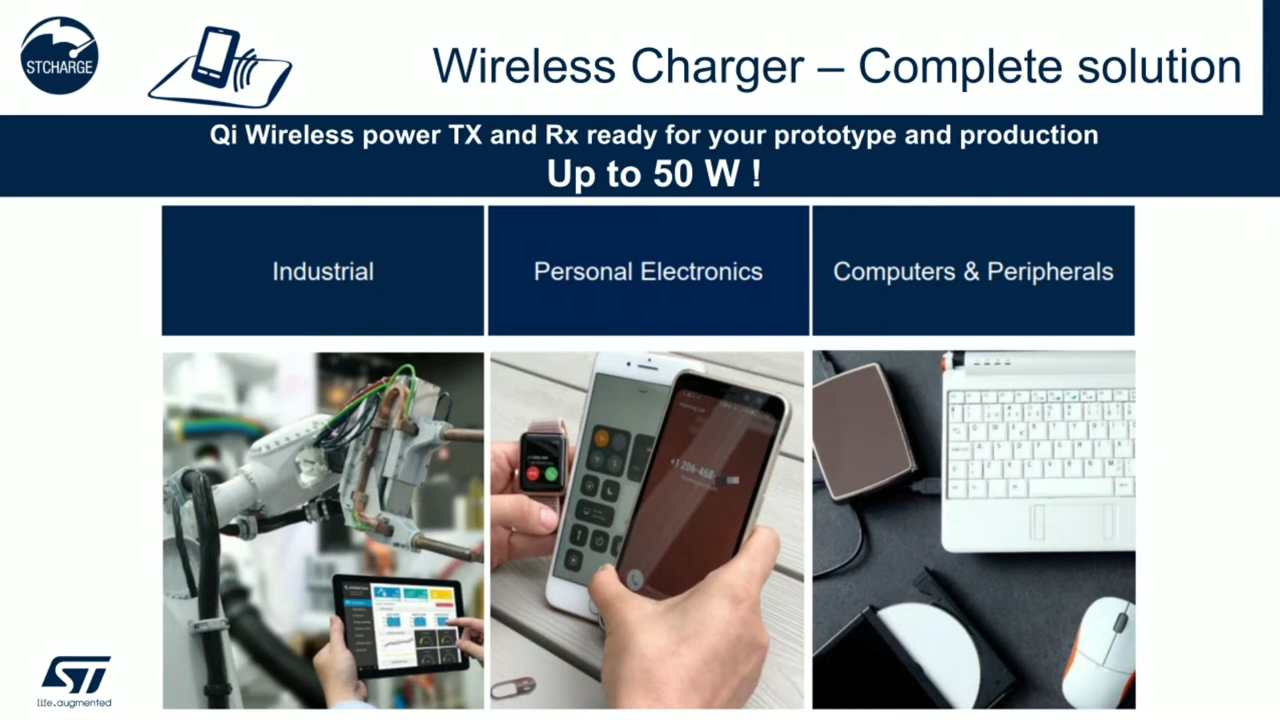 STCHARGE
Wireless Charger – Complete solution
Qi Wireless power TX and Rx ready for your prototype and production
Up to 50 W !
Industrial
Personal Electronics
Computers & Peripherals
ST
life.augmented